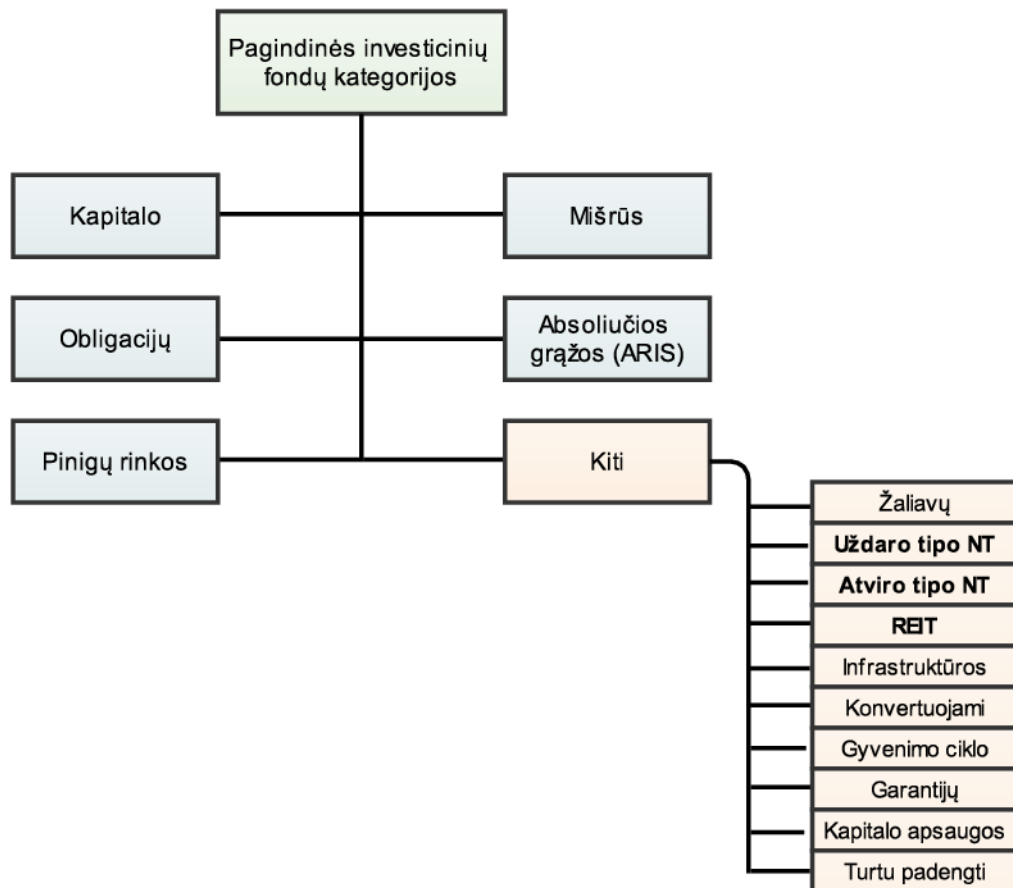 Pagindinės investicinių
fondų kategorijos
Kapitalo
Mišrūs
Obligacijų
Absoliučios
grąžos (ARIS)
Pinigų rinkos
Kiti
Žaliavų
Uždaro tipo NT
Atviro tipo NT
REIT
Infrastruktūros
Konvertuojami
Gyvenimo ciklo
Garantijų
Kapitalo apsaugos
Turtu padengti